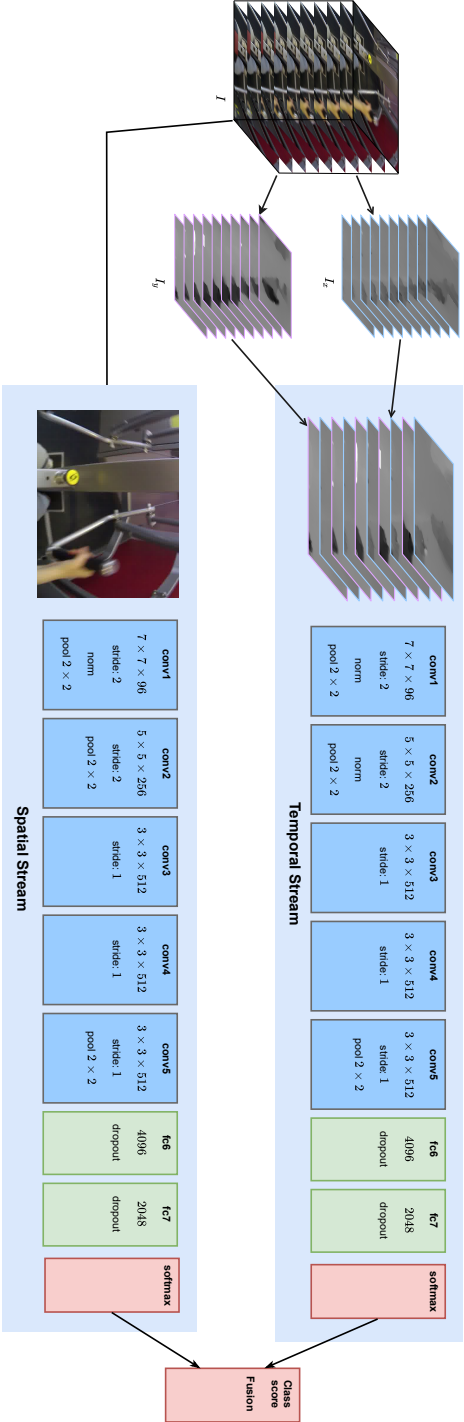 I
Iₓ
I_y
conv1
7 × 7 × 96
stride: 2
norm
pool 2 × 2
conv2
5 × 5 × 256
stride: 2
norm
pool 2 × 2
conv3
3 × 3 × 512
stride: 1
conv4
3 × 3 × 512
stride: 1
conv5
3 × 3 × 512
stride: 1
pool 2 × 2
fc6
4096
dropout
fc7
2048
dropout
softmax
Temporal Stream
conv1
7 × 7 × 96
stride: 2
norm
pool 2 × 2
conv2
5 × 5 × 256
stride: 2
pool 2 × 2
conv3
3 × 3 × 512
stride: 1
conv4
3 × 3 × 512
stride: 1
conv5
3 × 3 × 512
stride: 1
pool 2 × 2
fc6
4096
dropout
fc7
2048
dropout
softmax
Spatial Stream
Class
score
Fusion